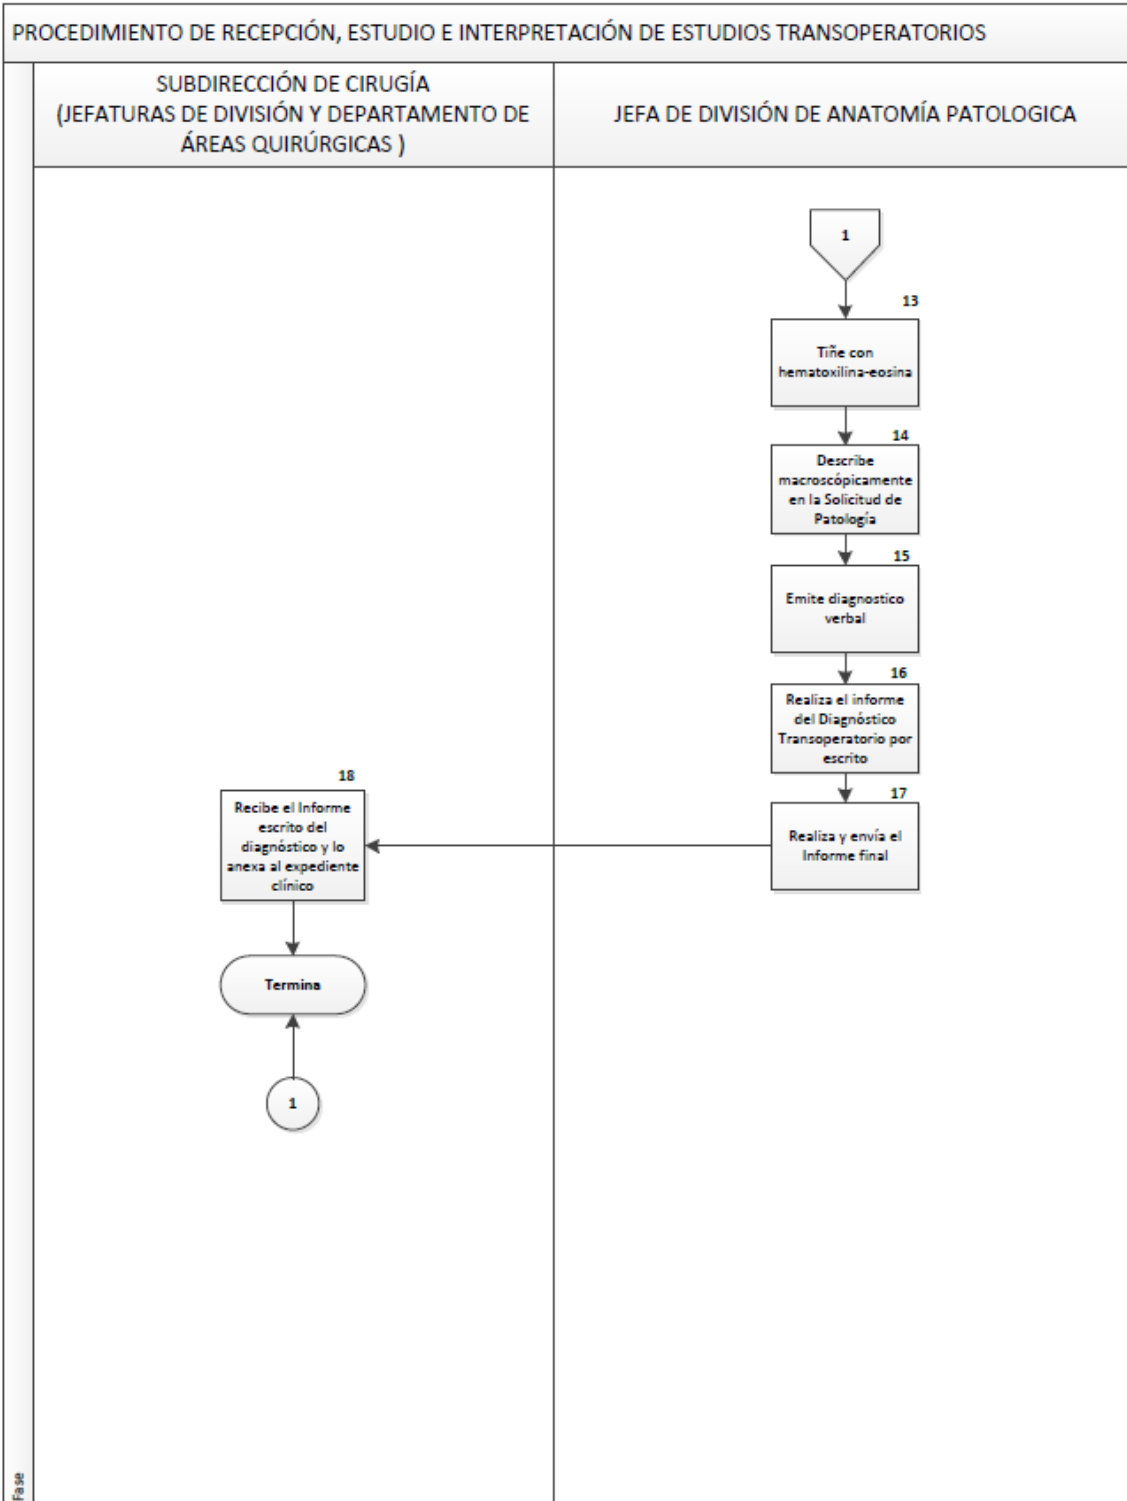 PROCEDIMIENTO DE RECEPCIÓN, ESTUDIO E INTERPRETACIÓN DE ESTUDIOS TRANSOPERATORIOS
SUBDIRECCIÓN DE CIRUGÍA
(JEFATURAS DE DIVISIÓN Y DEPARTAMENTO DE
ÁREAS QUIRÚRGICAS )
JEFA DE DIVISIÓN DE ANATOMÍA PATOLOGICA
1
13
Tiñe con
hematoxilina-eosina
14
Describe
macroscópicamente
en la Solicitud de
Patología
15
Emite diagnostico
verbal
16
Realiza el informe
del Diagnóstico
Transoperatorio por
escrito
17
Realiza y envía el
Informe final
18
Recibe el Informe
escrito del
diagnóstico y lo
anexa al expediente
clínico
Termina
1
Fase